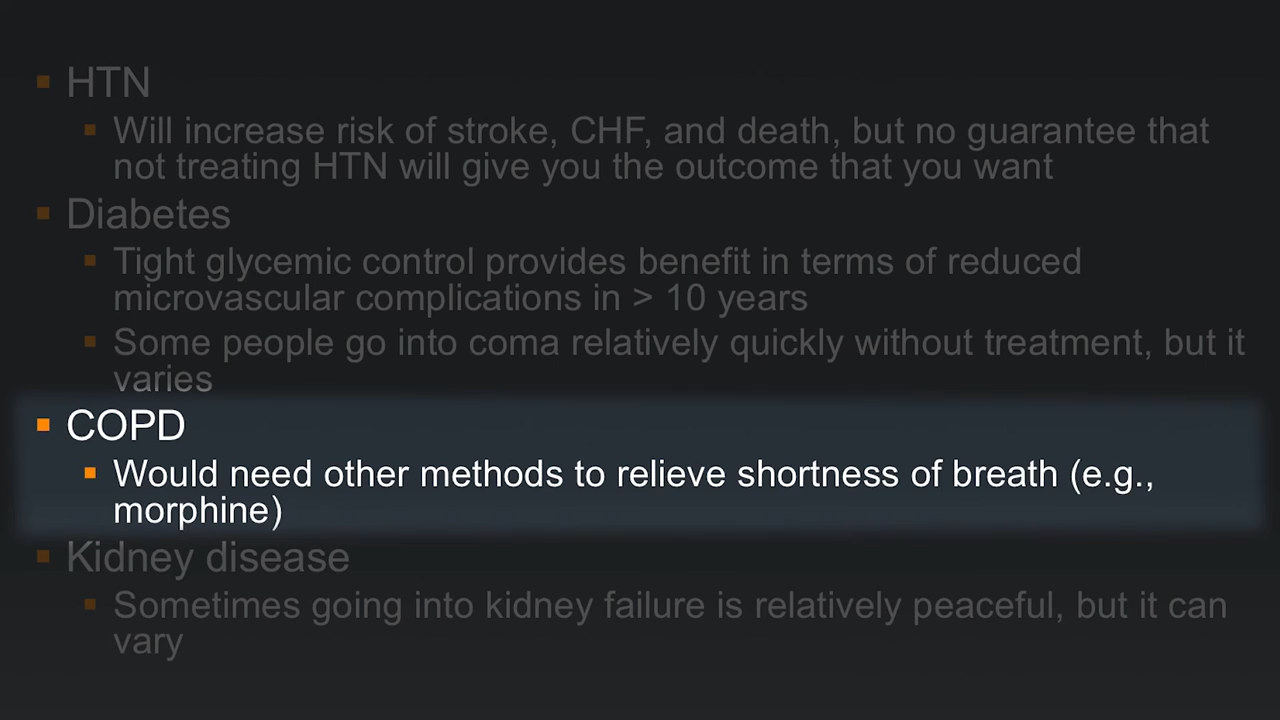 HTN
Will increase risk of stroke, CHF, and death, but no guarantee that
not treating HTN will give you the outcome that you want
Diabetes
Tight glycemic control provides benefit in terms of reduced
microvascular complications in > 10 years
Some people go into coma relatively quickly without treatment, but it
varies
COPD
Would need other methods to relieve shortness of breath (e.g.,
morphine)
Kidney disease
Sometimes going into kidney failure is relatively peaceful, but it can
vary